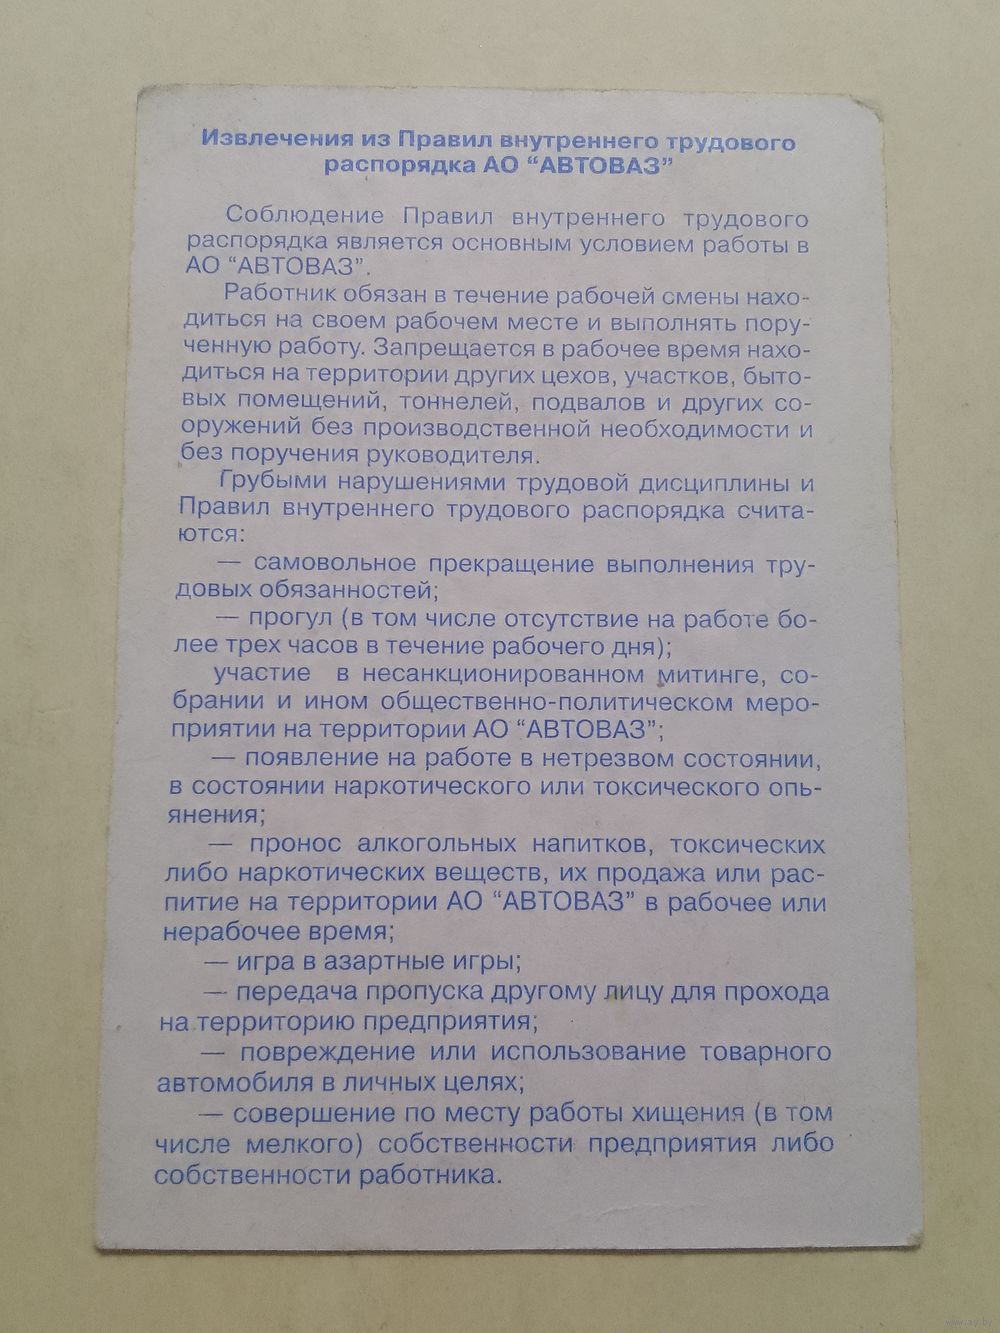 Извлечения из Правил внутреннего трудового
распорядка АО “АВТОВАЗ”
Соблюдение Правил внутреннего трудового
распорядка является основным условием работы в
АО “АВТОВАЗ”.
Работник обязан в течение рабочей смены нахо-
диться на своем рабочем месте и выполнять пору-
ченную работу. Запрещается в рабочее время нахо-
диться на территории других цехов, участков, быто-
вых помещений, тоннелей, подвалов и других со-
оружений без производственной необходимости и
без поручения руководителя.
Грубыми нарушениями трудовой дисциплины и
Правил внутреннего трудового распорядка счита-
ются:
— самовольное прекращение выполнения тру-
довых обязанностей;
— прогул (в том числе отсутствие на работе бо-
лее трех часов в течение рабочего дня);
участие в несанкционированном митинге, со-
брании и ином общественно-политическом меро-
приятии на территории АО “АВТОВАЗ”;
— появление на работе в нетрезвом состоянии,
в состоянии наркотического или токсического опь-
янения;
— пронос алкогольных напитков, токсических
либо наркотических веществ, их продажа или рас-
питие на территории АО “АВТОВАЗ” в рабочее или
нерабочее время;
— игра в азартные игры;
— передача пропуска другому лицу для прохода
на территорию предприятия;
— повреждение или использование товарного
автомобиля в личных целях;
— совершение по месту работы хищения (в том
числе мелкого) собственности предприятия либо
собственности работника.
www.ay.by